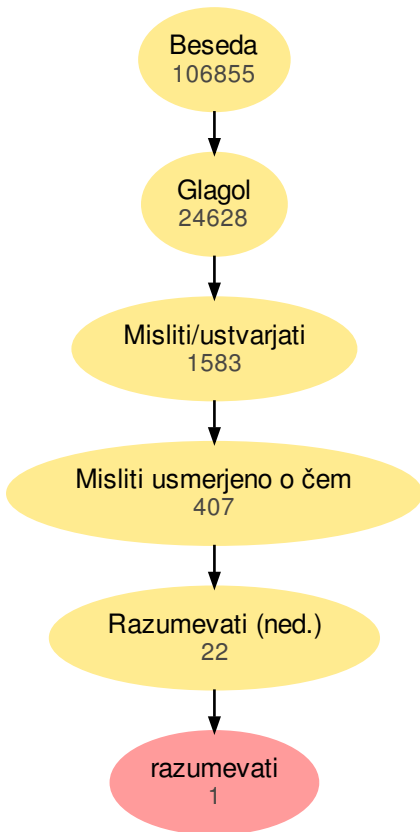 Beseda
106855
Glagol
24628
Misliti/ustvarjati
1583
Misliti usmerjeno o čem
407
Razumevati (ned.)
22
razumevati
1